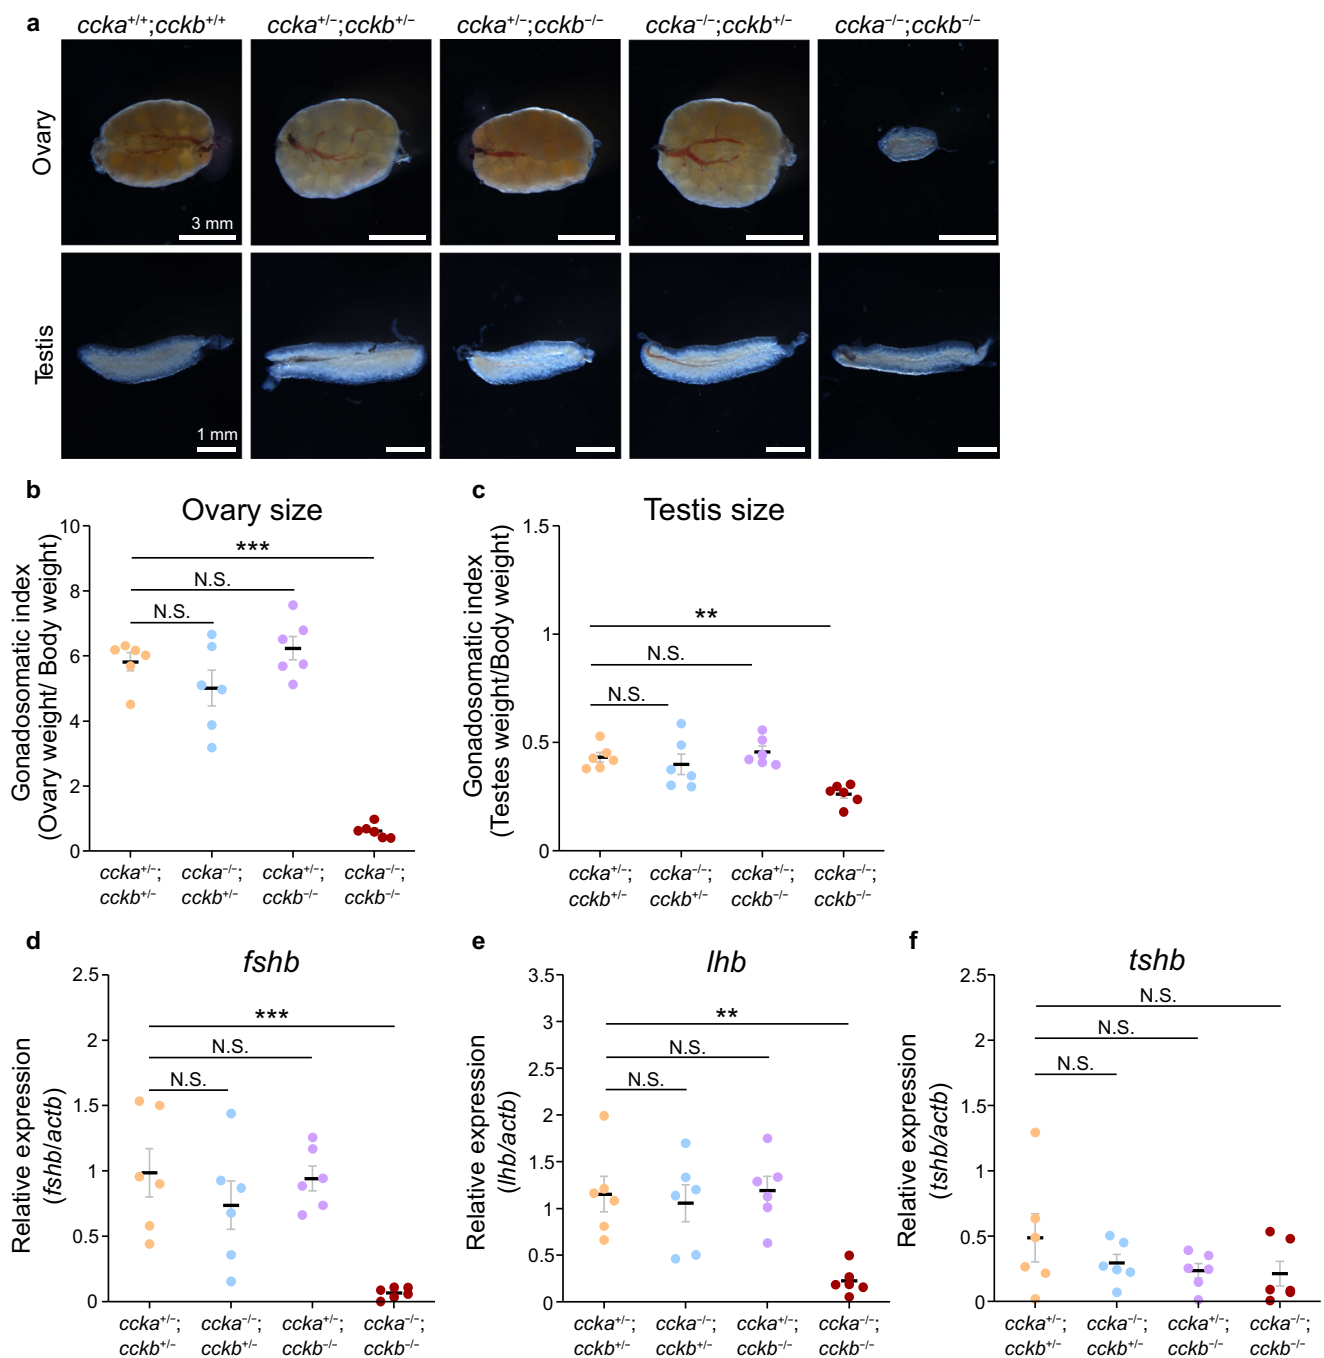 a
ccka+/+;cckb+/+ ccka+/−;cckb+/− ccka+/−;cckb−/− ccka−/−;cckb+/− ccka−/−;cckb−/−
Ovary
3 mm
Testis
1 mm
b
Ovary size
Gonadosomatic index
(Ovary weight/ Body weight)
10
8
6
4
2
0
***
N.S.
N.S.
ccka+/−; ccka−/−; ccka+/−; ccka−/−;
cckb+/− cckb+/− cckb−/− cckb−/−
c
Testis size
Gonadosomatic index
(Testes weight/Body weight)
1.5
1
0.5
0
**
N.S.
N.S.
ccka+/−; ccka−/−; ccka+/−; ccka−/−;
cckb+/− cckb+/− cckb−/− cckb−/−
d
fshb
Relative expression
(fshb/actb)
2.5
2
1.5
1
0.5
0
***
N.S.
N.S.
ccka+/−; ccka−/−; ccka+/−; ccka−/−;
cckb+/− cckb+/− cckb−/− cckb−/−
e
lhb
Relative expression
(lhb/actb)
3.5
3
2.5
2
1.5
1
0.5
0
**
N.S.
N.S.
ccka+/−; ccka−/−; ccka+/−; ccka−/−;
cckb+/− cckb+/− cckb−/− cckb−/−
f
tshb
Relative expression
(tshb/actb)
2.5
2
1.5
1
0.5
0
N.S.
N.S.
N.S.
ccka+/−; ccka−/−; ccka+/−; ccka−/−;
cckb+/− cckb+/− cckb−/− cckb−/−